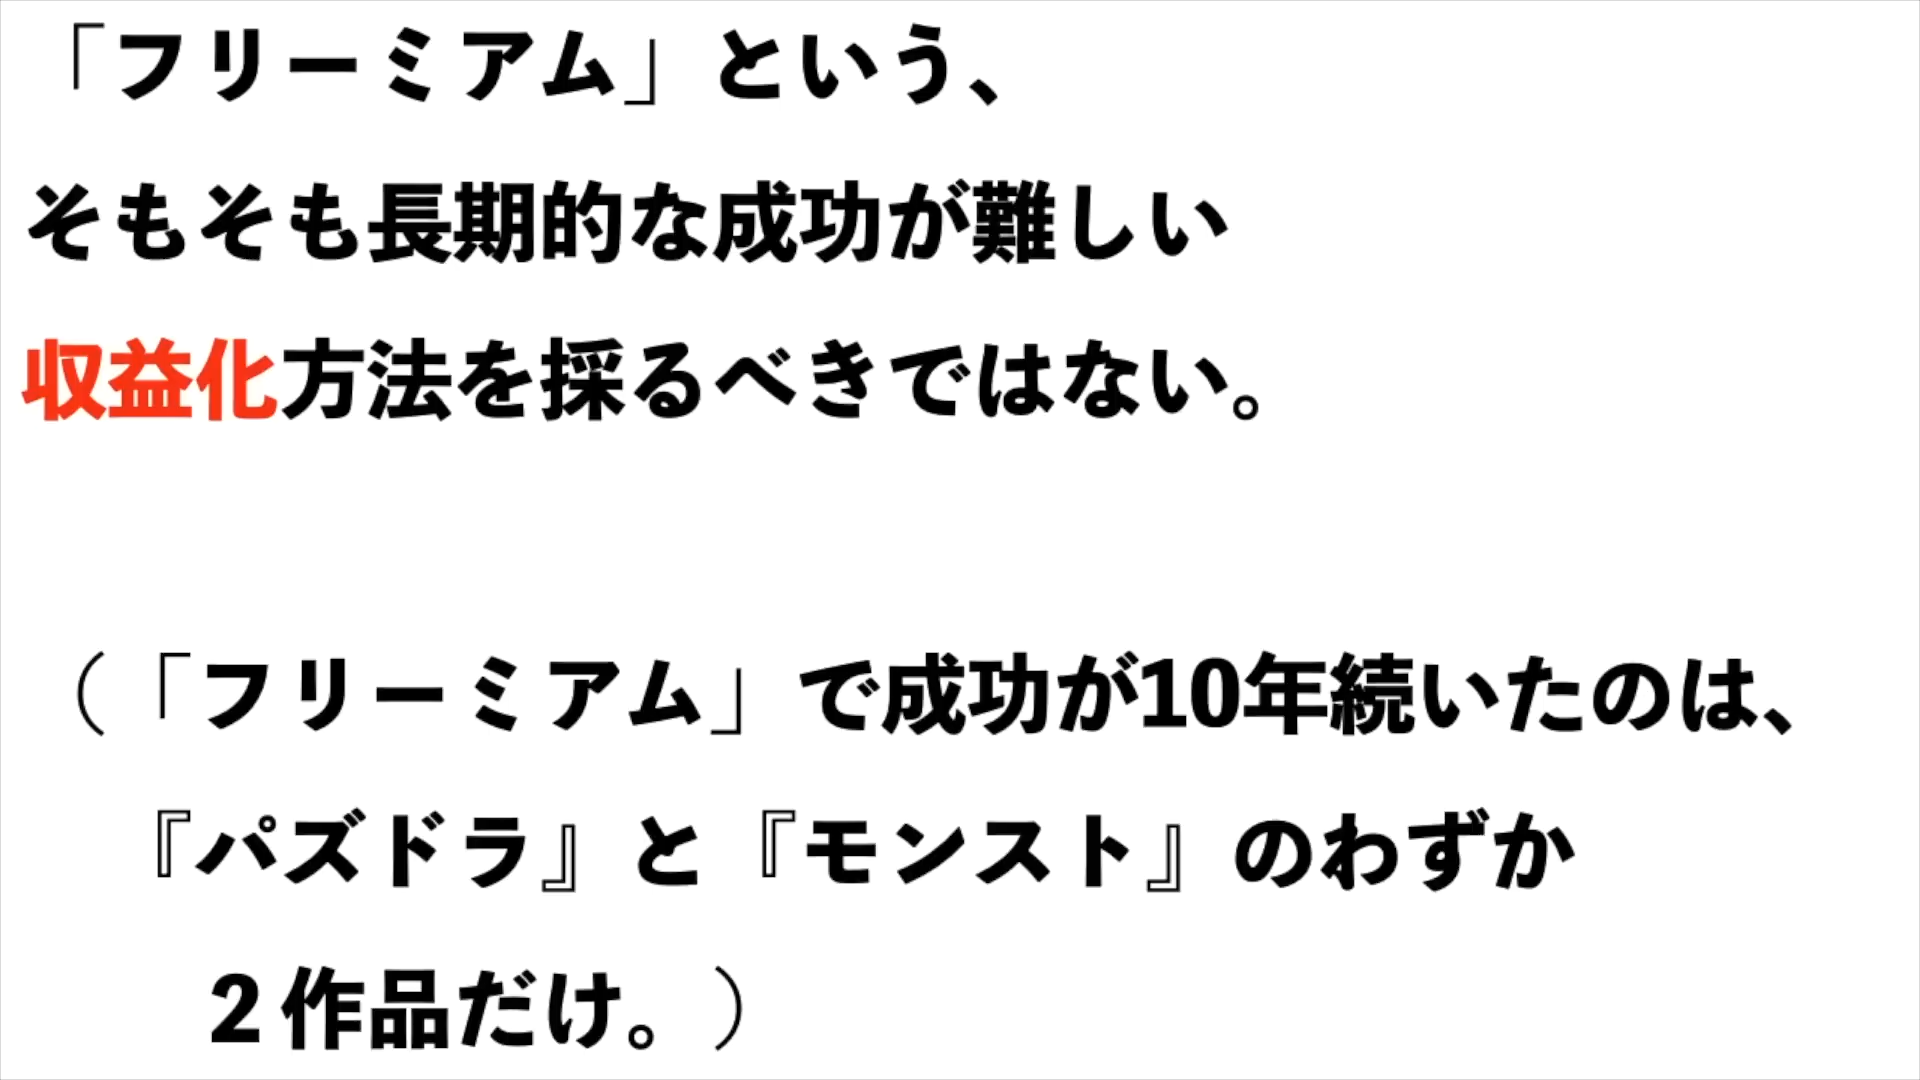 「フリーミアム」という、
そもそも長期的な成功が難しい
収益化方法を採るべきではない。
（「フリーミアム」で成功が10年続いたのは、
『パズドラ』と『モンスト』のわずか
２作品だけ。）